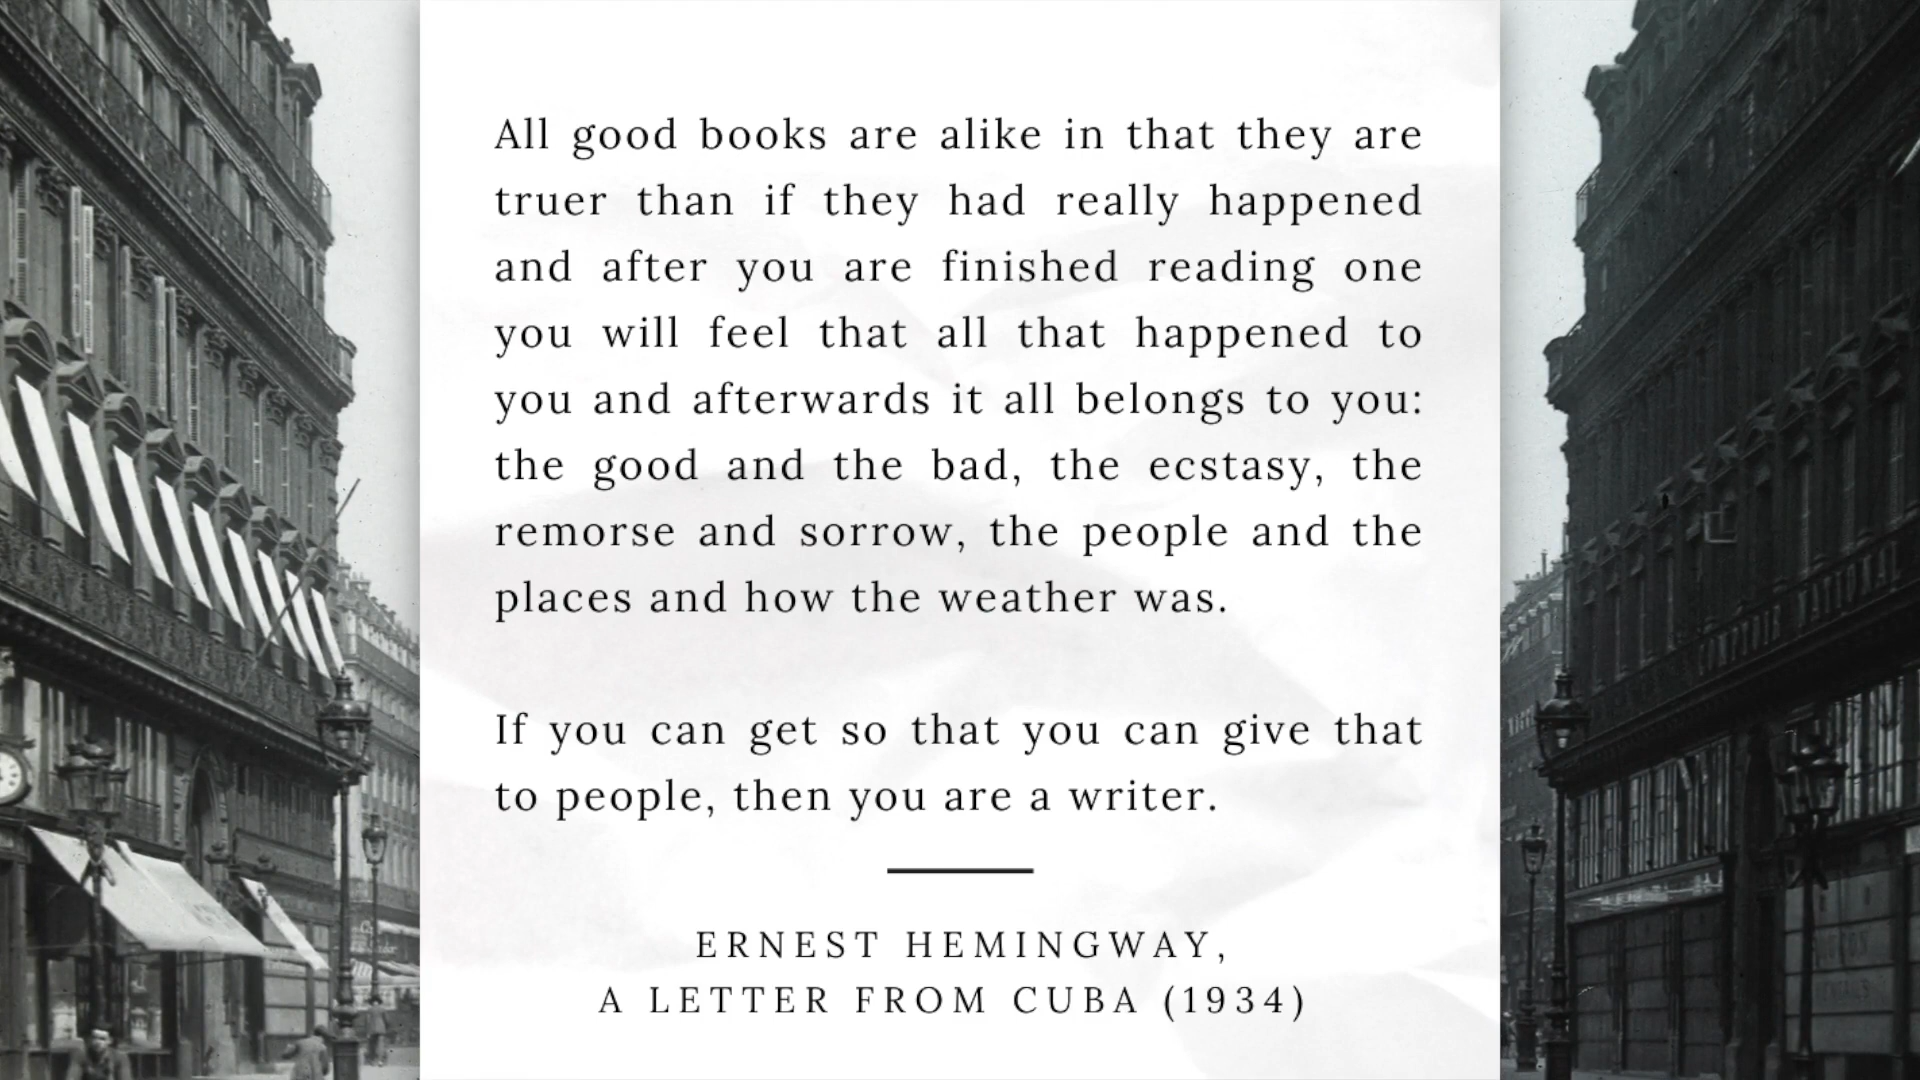 All good books are alike in that they are
truer than if they had really happened
and after you are finished reading one
you will feel that all that happened to
you and afterwards it all belongs to you:
the good and the bad, the ecstasy, the
remorse and sorrow, the people and the
places and how the weather was.
If you can get so that you can give that
to people, then you are a writer.
ERNEST HEMINGWAY,
A LETTER FROM CUBA (1934)
NATIONAL